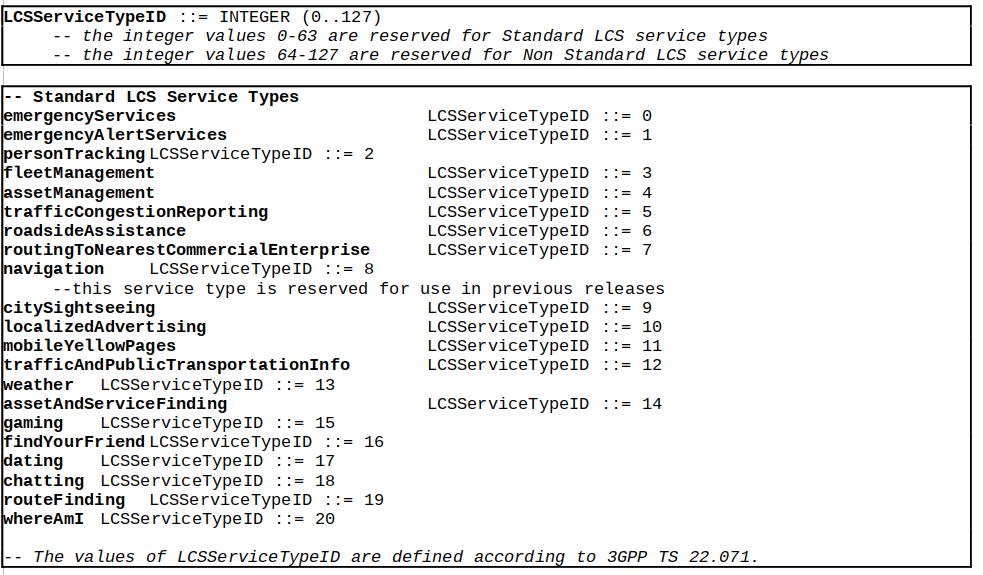 LCSServiceTypeID ::= INTEGER (0..127)
-- the integer values 0-63 are reserved for Standard LCS service types
-- the integer values 64-127 are reserved for Non Standard LCS service types
-- Standard LCS Service Types
emergencyServices LCSServiceTypeID ::= 0
emergencyAlertServices LCSServiceTypeID ::= 1
personTracking LCSServiceTypeID ::= 2
fleetManagement LCSServiceTypeID ::= 3
assetManagement LCSServiceTypeID ::= 4
trafficCongestionReporting LCSServiceTypeID ::= 5
roadsideAssistance LCSServiceTypeID ::= 6
routingToNearestCommercialEnterprise LCSServiceTypeID ::= 7
navigation LCSServiceTypeID ::= 8
--this service type is reserved for use in previous releases
citySightseeing LCSServiceTypeID ::= 9
localizedAdvertising LCSServiceTypeID ::= 10
mobileYellowPages LCSServiceTypeID ::= 11
trafficAndPublicTransportationInfo LCSServiceTypeID ::= 12
weather LCSServiceTypeID ::= 13
assetAndServiceFinding LCSServiceTypeID ::= 14
gaming LCSServiceTypeID ::= 15
findYourFriend LCSServiceTypeID ::= 16
dating LCSServiceTypeID ::= 17
chatting LCSServiceTypeID ::= 18
routeFinding LCSServiceTypeID ::= 19
whereAmI LCSServiceTypeID ::= 20
-- The values of LCSServiceTypeID are defined according to 3GPP TS 22.071.